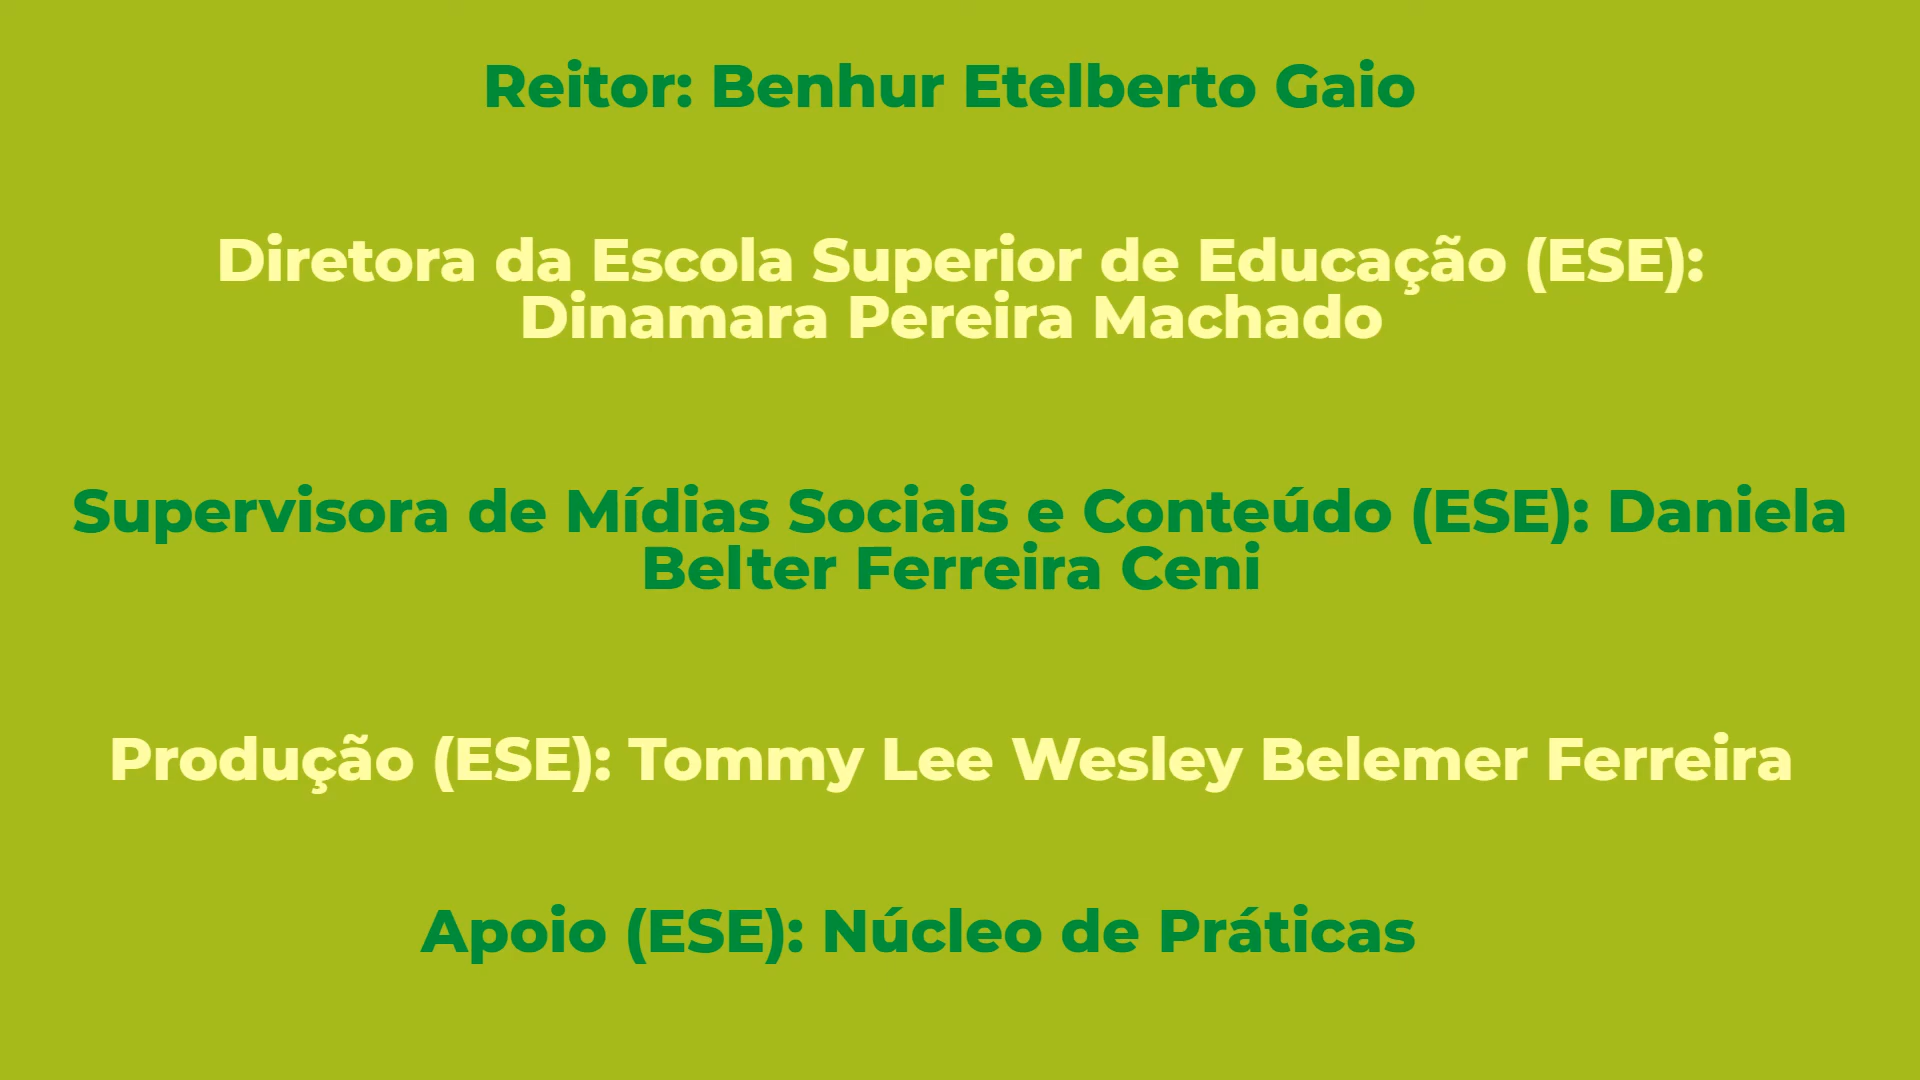 Reitor: Benhur Etelberto Gaio
Diretora da Escola Superior de Educação (ESE):
Dinamara Pereira Machado
Supervisora de Mídias Sociais e Conteúdo (ESE): Daniela
Belter Ferreira Ceni
Produção (ESE): Tommy Lee Wesley Belemer Ferreira
Apoio (ESE): Núcleo de Práticas